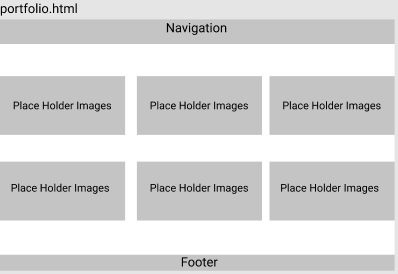 portfolio.html
Navigation
Place Holder Images Place Holder Images Place Holder Images
Place Holder Images Place Holder Images Place Holder Images
Footer